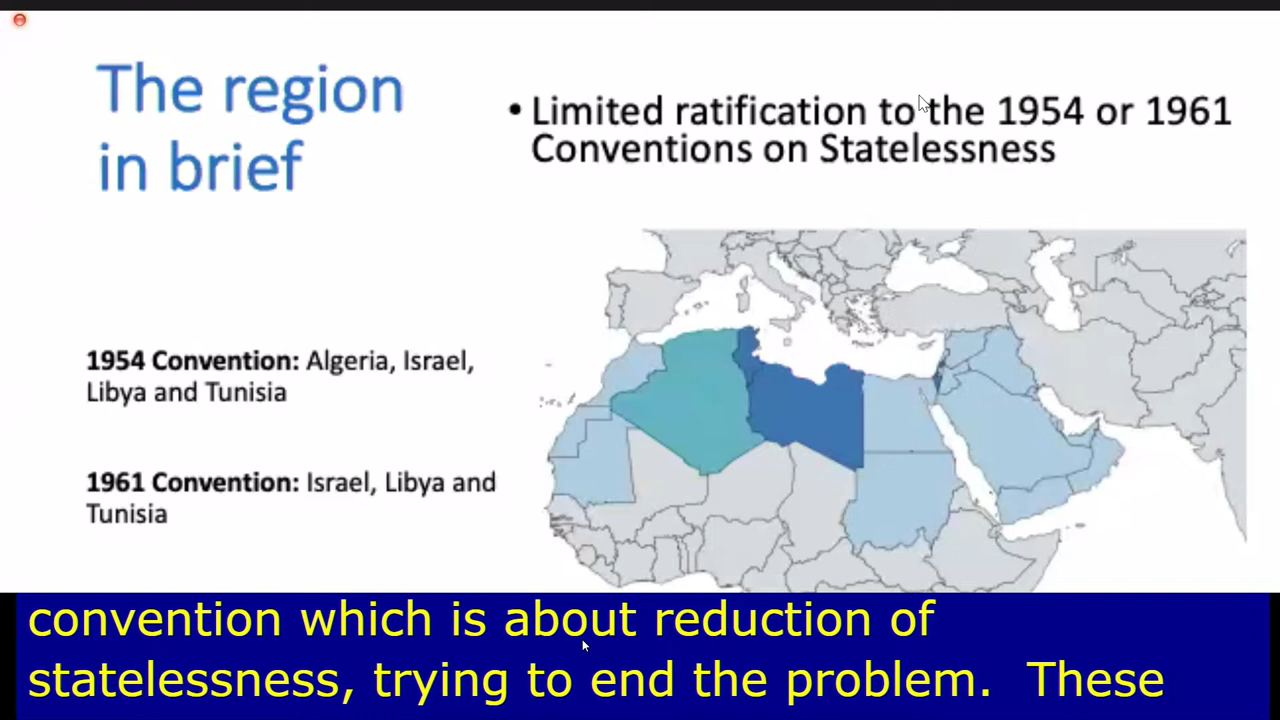 The region
in brief
• Limited ratification to the 1954 or 1961
Conventions on Statelessness
1954 Convention: Algeria, Israel,
Libya and Tunisia
1961 Convention: Israel, Libya and
Tunisia
convention which is about reduction of
statelessness, trying to end the problem.  These